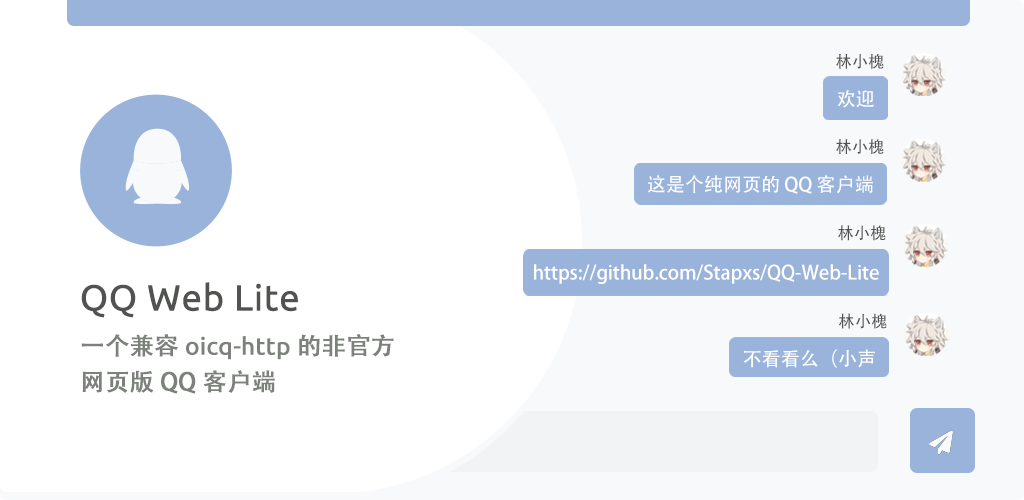 QQ Web Lite
一个兼容 oicq-http 的非官方
网页版 QQ 客户端
林小槐
欢迎
林小槐
这是个纯网页的 QQ 客户端
林小槐
https://github.com/Stapxs/QQ-Web-Lite
林小槐
不看看么（小声